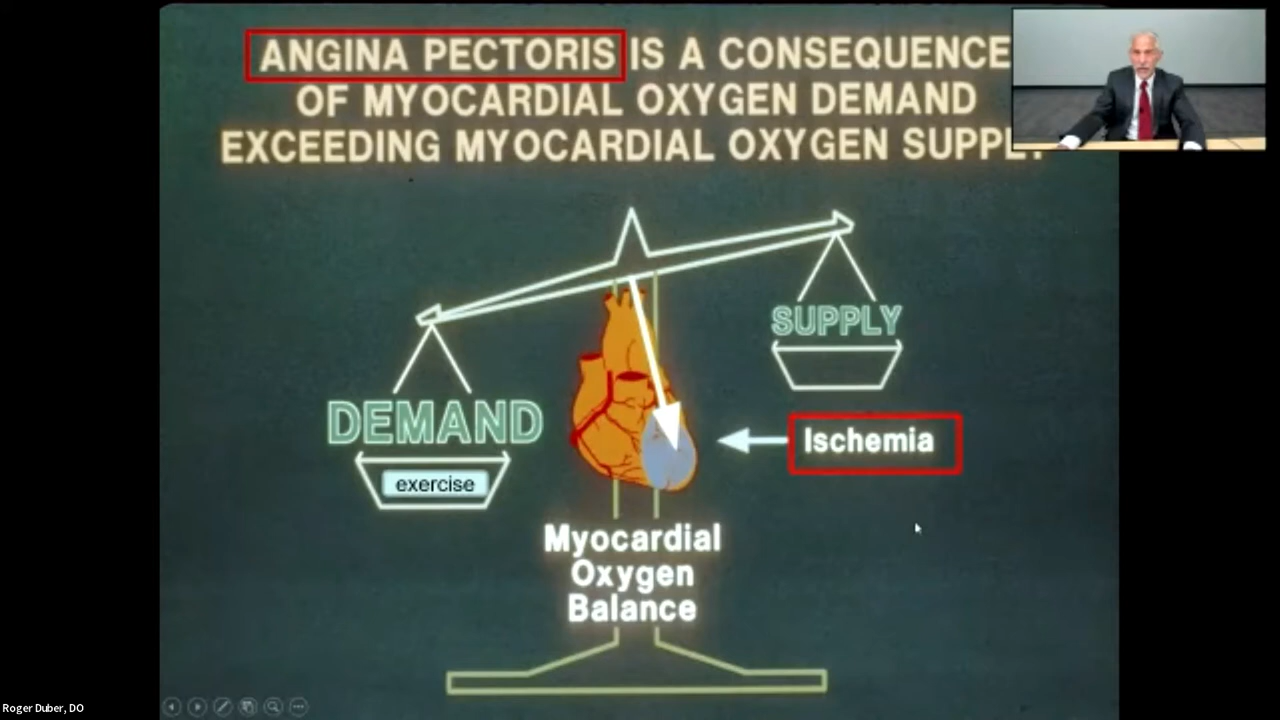 ANGINA PECTORIS IS A CONSEQUENCE
OF MYOCARDIAL OXYGEN DEMAND
EXCEEDING MYOCARDIAL OXYGEN SUPPLY
SUPPLY
DEMAND
exercise
Ischemia
Myocardial
Oxygen
Balance
Roger Duber, DO